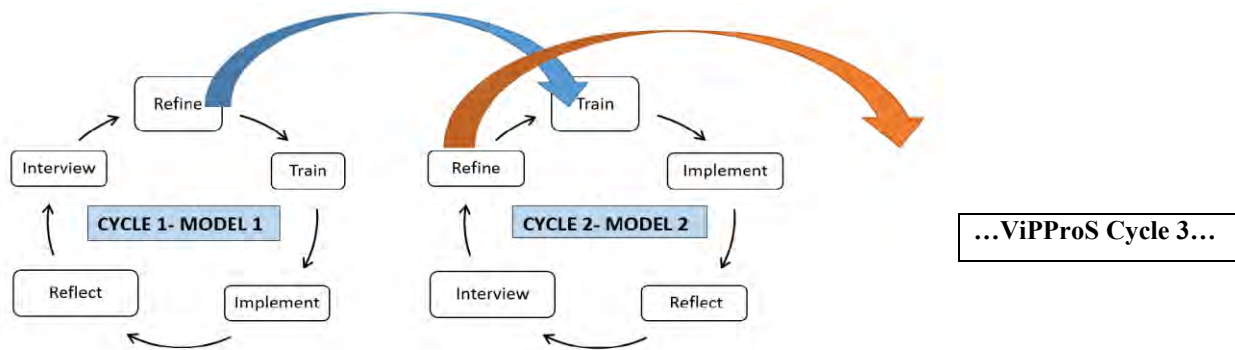 Refine
Train
Interview
Train
Refine
Implement
CYCLE 1- MODEL 1
CYCLE 2- MODEL 2
…ViPProS Cycle 3…
Reflect
Implement
Interview
Reflect